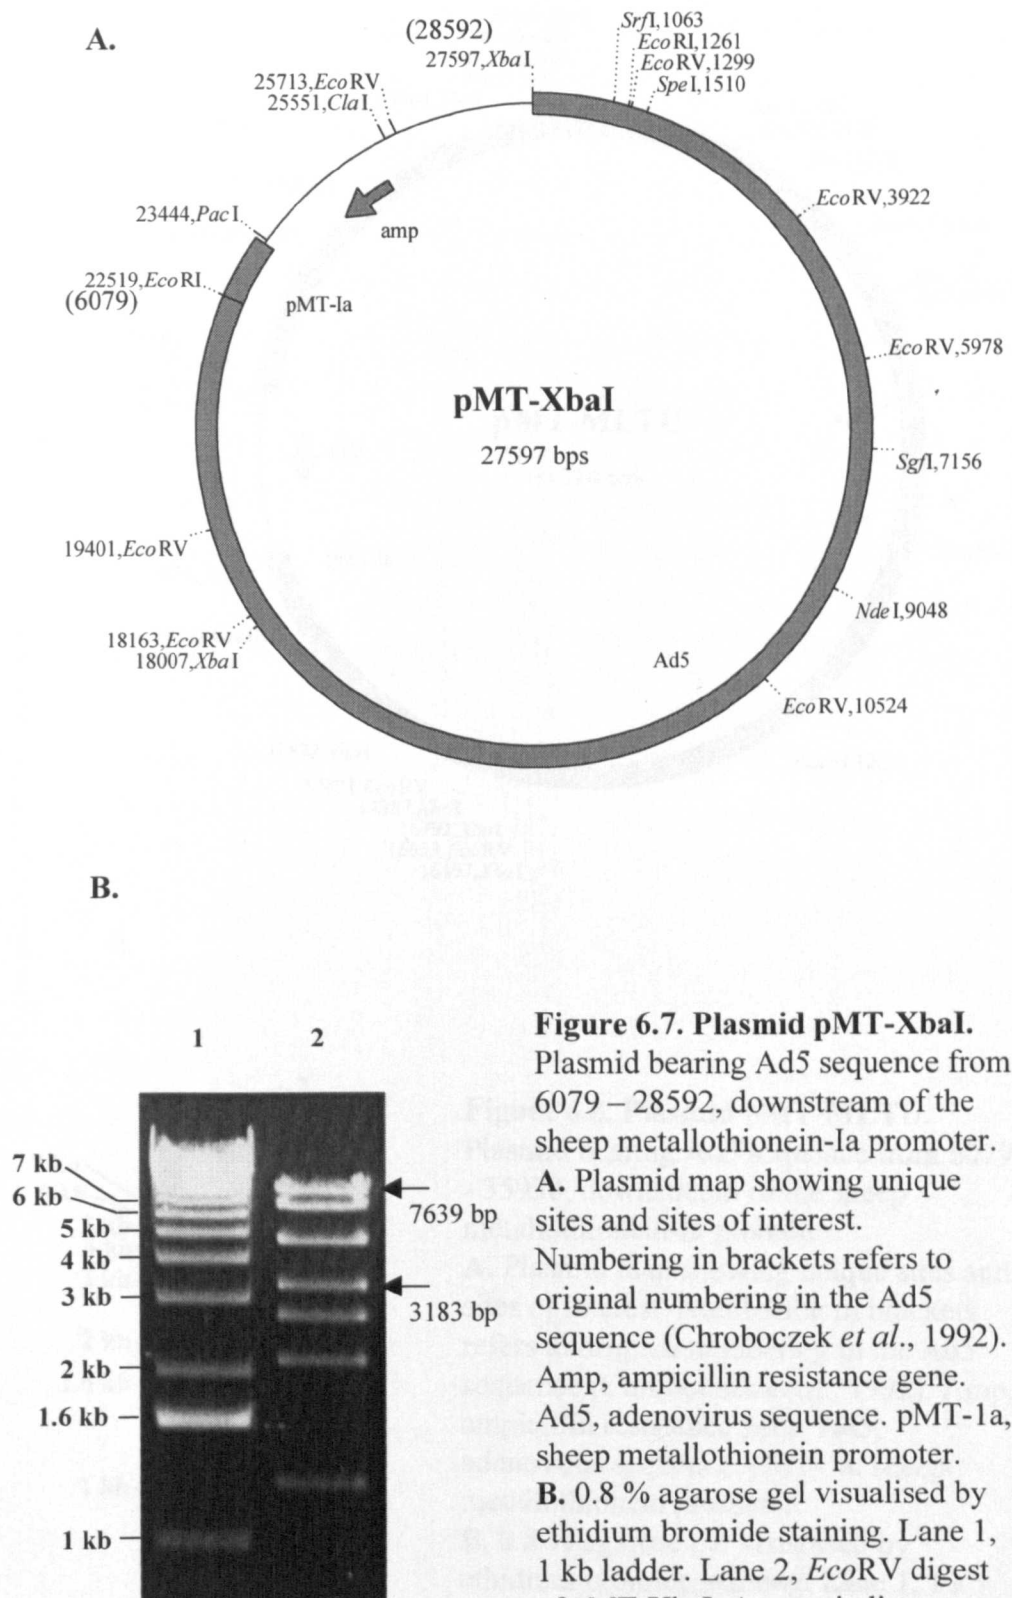 A.
(28592)
27597,XbaI
SrfI,1063
EcoRI,1261
EcoRV,1299
SpeI,1510
25713,EcoRV
25551,ClaI
EcoRV,3922
23444,PacI
amp
22519,EcoRI
(6079)
pMT-Ia
EcoRV,5978
pMT-XbaI
27597 bps
SgfI,7156
19401,EcoRV
NdeI,9048
18163,EcoRV
18007,XbaI
Ad5
EcoRV,10524
B.
1 2
7 kb
6 kb
5 kb
4 kb
3 kb
2 kb
1.6 kb
1 kb
7639 bp
3183 bp
Figure 6.7. Plasmid pMT-XbaI.
Plasmid bearing Ad5 sequence from
6079 – 28592, downstream of the
sheep metallothionein-Ia promoter.
A. Plasmid map showing unique
sites and sites of interest.
Numbering in brackets refers to
original numbering in the Ad5
sequence (Chroboczek et al., 1992).
Amp, ampicillin resistance gene.
Ad5, adenovirus sequence. pMT-1a,
sheep metallothionein promoter.
B. 0.8 % agarose gel visualised by
ethidium bromide staining. Lane 1,
1 kb ladder. Lane 2, EcoRV digest